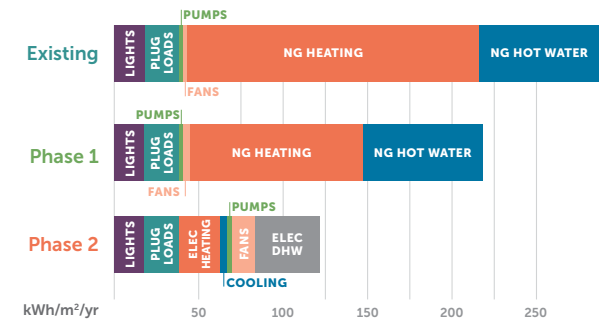 PUMPS
Existing
LIGHTS
PLUG
LOADS
NG HEATING
NG HOT WATER
FANS
PUMPS
Phase 1
LIGHTS
PLUG
LOADS
NG HEATING
NG HOT WATER
FANS
PUMPS
Phase 2
LIGHTS
PLUG
LOADS
ELEC
HEATING
FANS
ELEC
DHW
COOLING
kWh/m²/yr
50
100
150
200
250